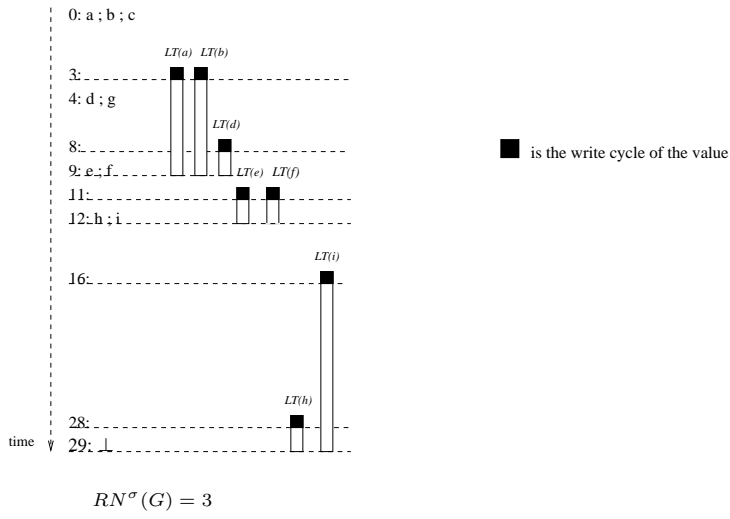 0: a ; b ; c
LT(a) LT(b)
3:
4: d ; g
LT(d)
8:
is the write cycle of the value
9: e ; f
LT(e) LT(f)
11:
12: h ; i
LT(i)
16:
LT(h)
28:
time
29: ⊥
RN^σ(G) = 3